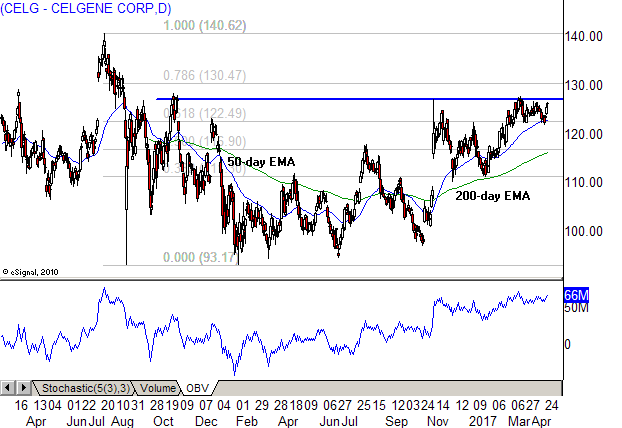 (CELG - CELGENE CORP,D)
1.000 (140.62)
140.00
0.786 (130.47)
130.00
0.618 (122.49)
120.00
50-day EMA
200-day EMA
110.00
100.00
0.000 (93.17)
© eSignal, 2010
66M
50M
0
Stochastic(5(3),3) Volume OBV
16 13 04 01 22 20 31 28 19 09 07 04 01 29 28 18 09 06 27 25 15 12 03 24 14 12 09 06 06 27 24
Apr Jun Jul Aug Oct Dec Feb Apr Jun Jul Sep Nov 2017 Mar Apr